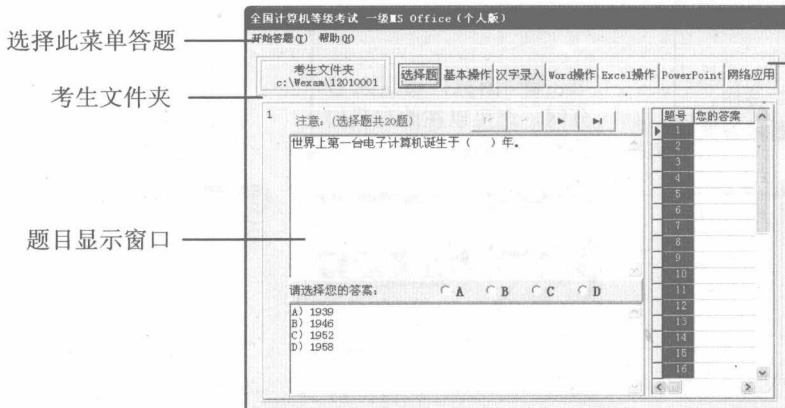 全国计算机等级考试 一级MS Office（个人版）
开始答题(T) 帮助(H)
选择此菜单答题
考生文件夹
c:\Wexam\12010001
选择题 基本操作 汉字录入 Word操作 Excel操作 PowerPoint 网络应用
考生文件夹
1
注意：(选择题共20题)
题号 您的答案
世界上第一台电子计算机诞生于（ ）年。
1
2
3
4
5
6
7
题目显示窗口
8
9
10
请选择您的答案：
A B C D
11
A) 1939
12
B) 1946
13
C) 1952
14
D) 1958
15
16